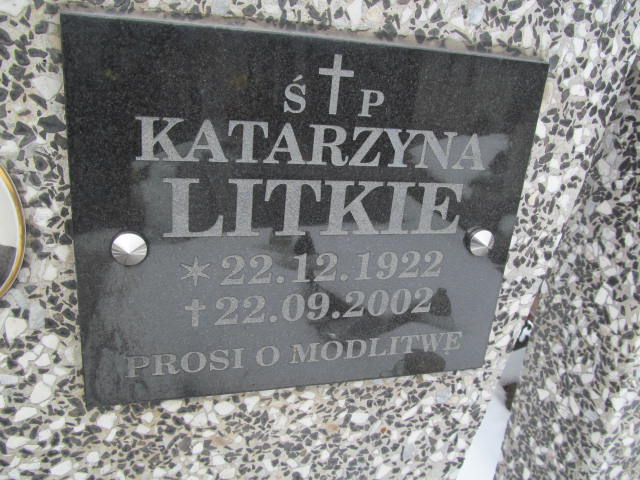 Ś † P
KATARZYNA
LITKIE
* 22.12.1922
† 22.09.2002
PROSI O MODLITWĘ